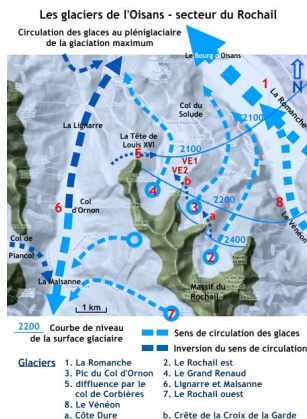 Les glaciers de l'Oisans - secteur du Rochail
Circulation des glaces au pléniglaciaire
de la glaciation maximum
Le Bourg d'Oisans
N
1
La Romanche
Col du
Solude
2100
La Lignarre
La Tête de
Louis XVI
2100
5
VE1
VE2
b
4
2200
8
3
6
Col
d'Ornon
a
Le Vénéon
Col de
Plancol
2400
2
La Malsanne
Massif du
Rochail
1 km
7
2200 Courbe de niveau
de la surface glaciaire
Sens de circulation des glaces
Inversion du sens de circulation
Glaciers 1. La Romanche 2. Le Rochail est
3. Pic du Col d'Ornon 4. Le Grand Renaud
5. diffluence par le 6. Lignarre et Malsanne
col de Corbières 7. Le Rochail ouest
8. Le Vénéon
a. Côte Dure b. Crête de la Croix de la Garde